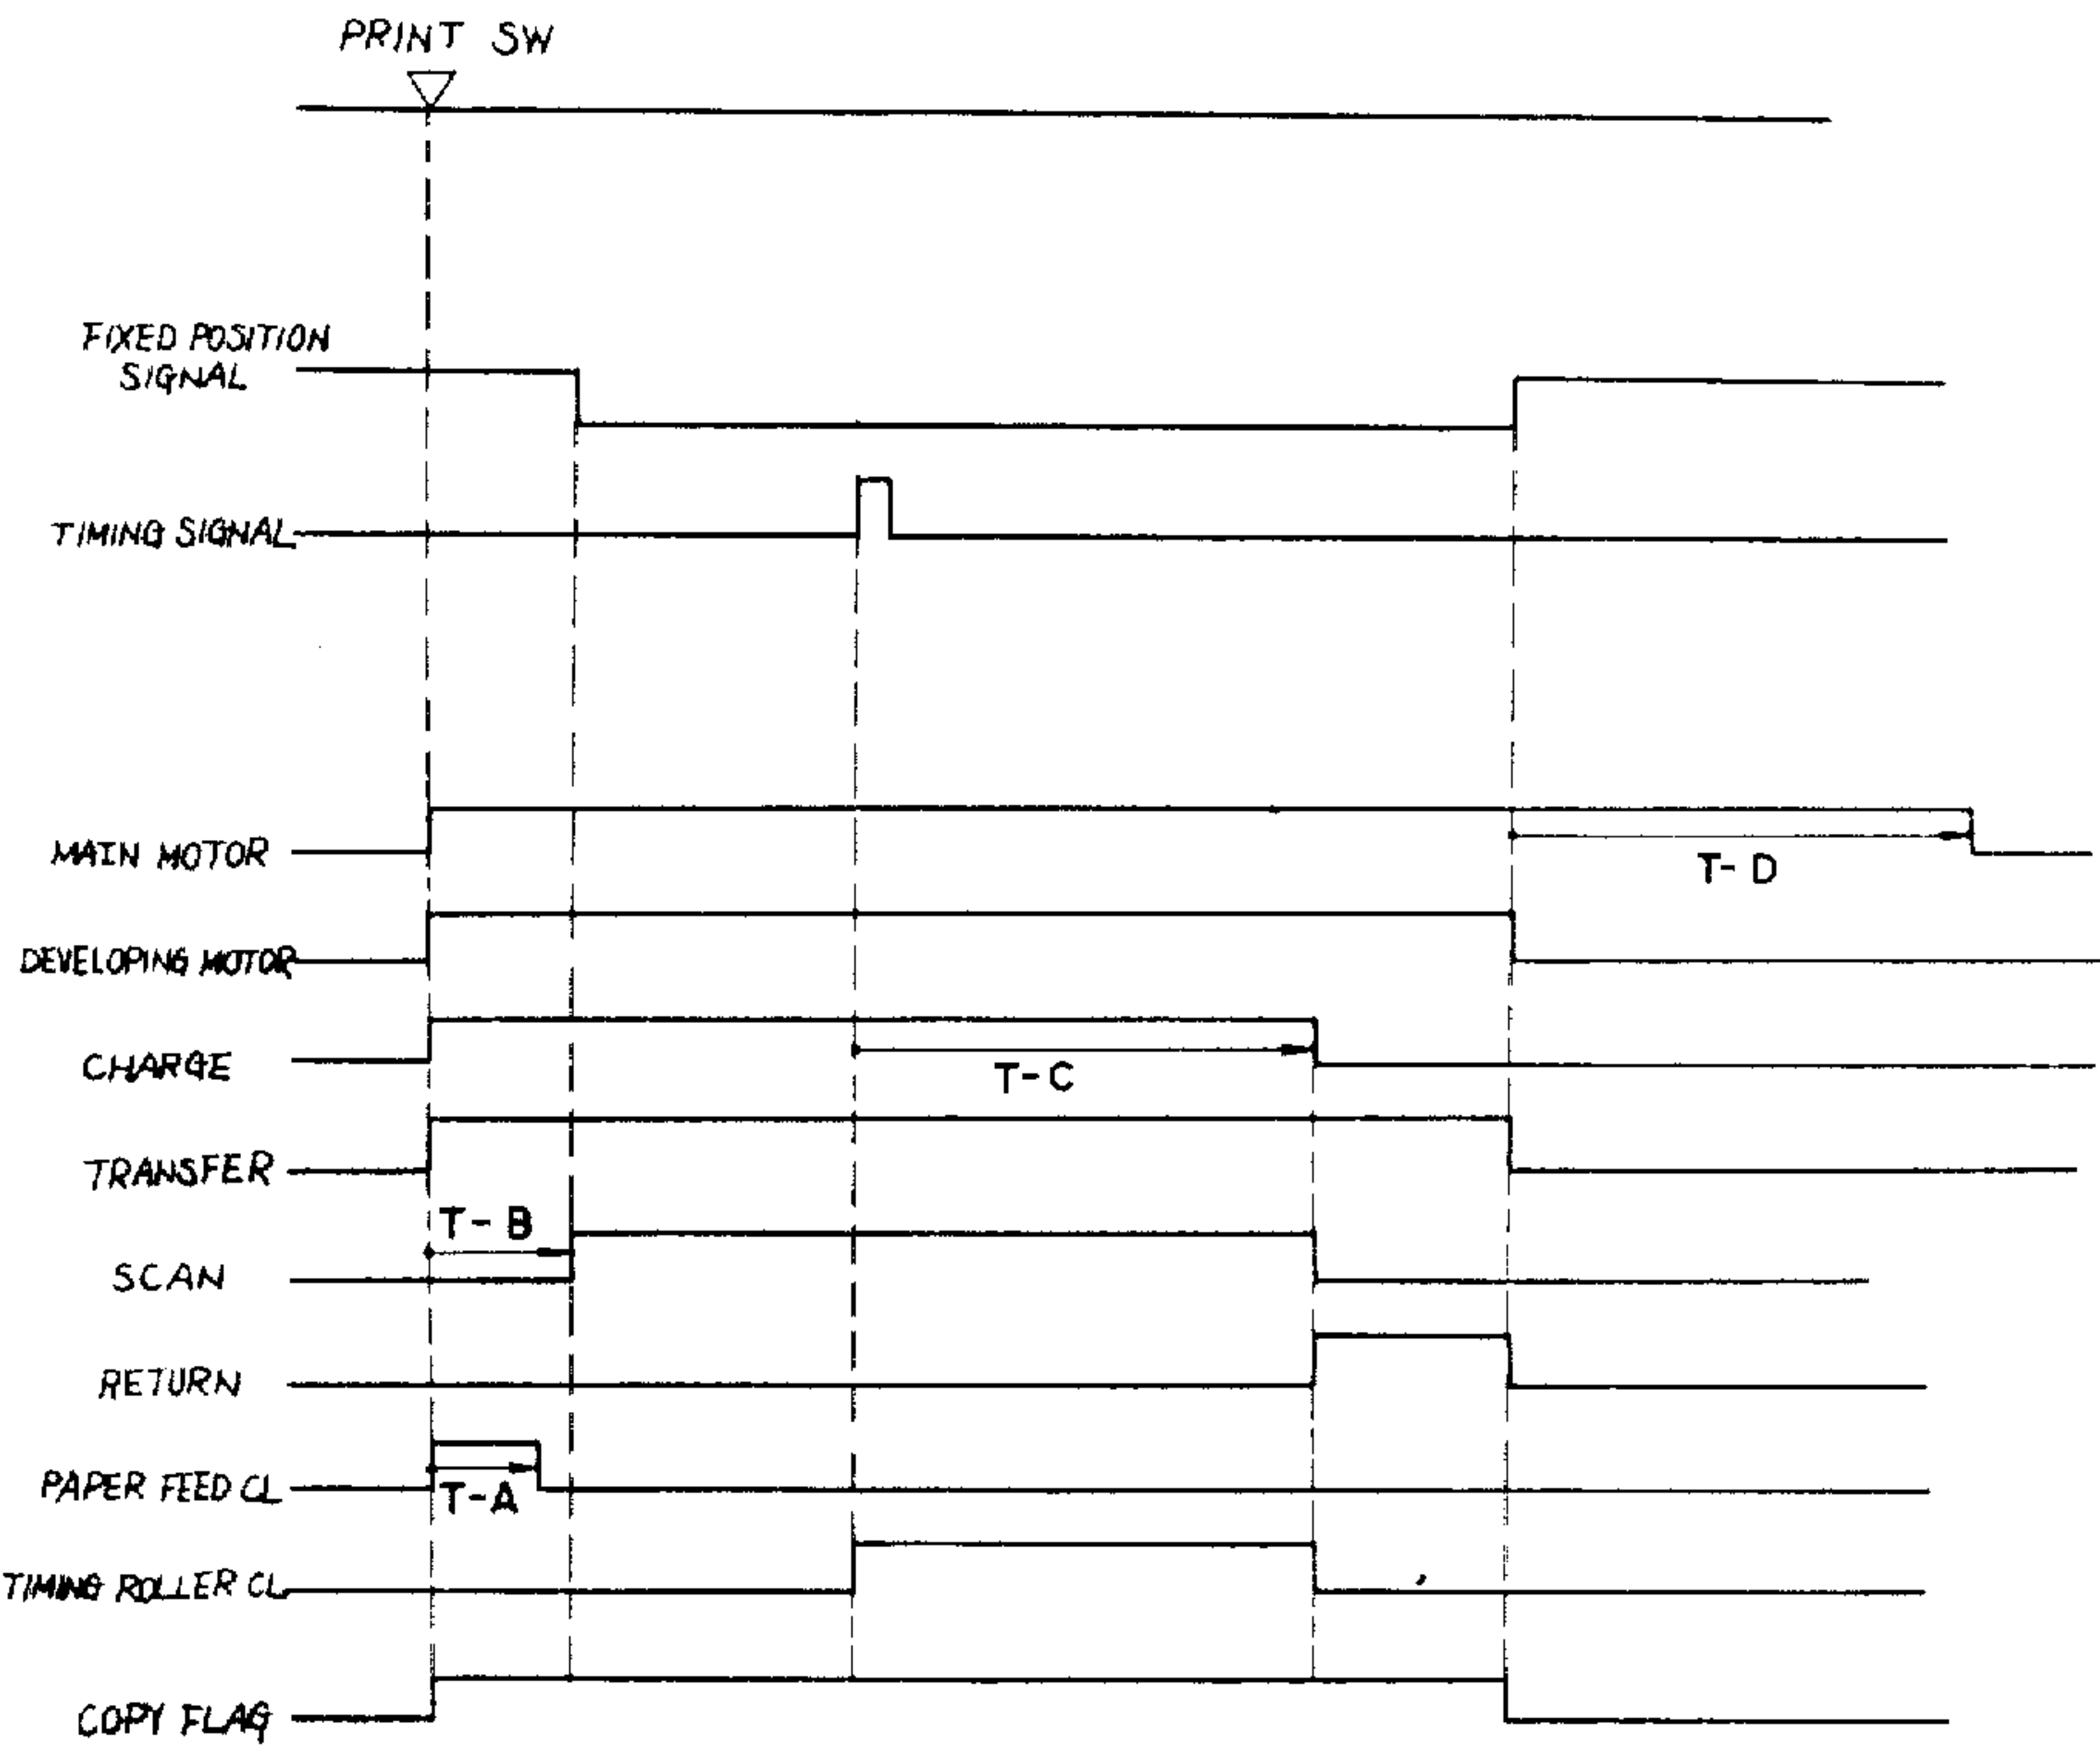 PRINT SW
FIXED POSITION
SIGNAL
TIMING SIGNAL
MAIN MOTOR
T-D
DEVELOPING MOTOR
CHARGE
T-C
TRANSFER
T-B
SCAN
RETURN
PAPER FEED CL
T-A
TIMING ROLLER CL
COPY FLAG